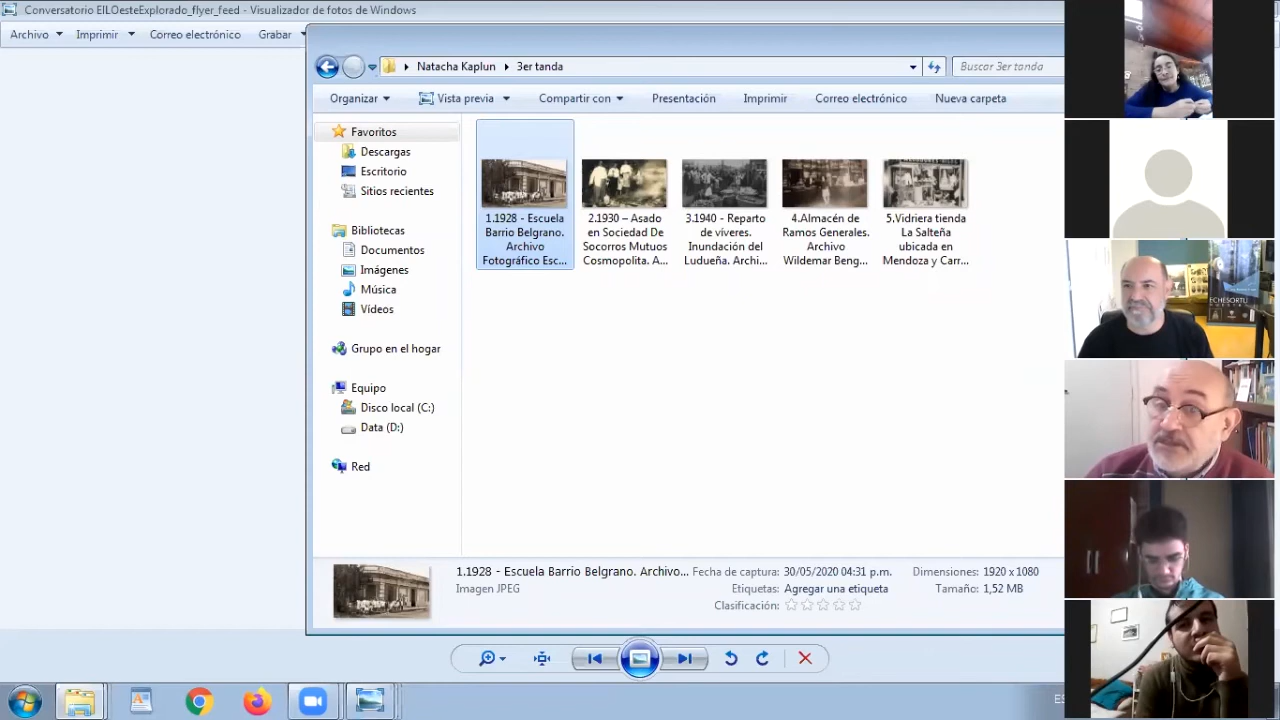 Conversatorio ElLOesteExplorado_flyer_feed - Visualizador de fotos de Windows
Archivo Imprimir Correo electrónico Grabar
Natacha Kaplun 3er tanda
Buscar 3er tanda
Organizar Vista previa Compartir con Presentación Imprimir Correo electrónico Nueva carpeta
Favoritos
Descargas
Escritorio
Sitios recientes
Bibliotecas
Documentos
Imágenes
Música
Vídeos
Grupo en el hogar
Equipo
Disco local (C:)
Data (D:)
Red
1.1928 - Escuela
Barrio Belgrano.
Archivo
Fotográfico Esc...
2.1930 – Asado
en Sociedad De
Socorros Mutuos
Cosmopolita. A...
3.1940 - Reparto
de víveres.
Inundación del
Ludueña. Archi...
4.Almacén de
Ramos Generales.
Archivo
Wildemar Beng...
5.Vidriera tienda
La Salteña
ubicada en
Mendoza y Carr...
1.1928 - Escuela Barrio Belgrano. Archivo...
Imagen JPEG
Fecha de captura: 30/05/2020 04:31 p.m.
Etiquetas: Agregar una etiqueta
Clasificación:
Dimensiones: 1920 x 1080
Tamaño: 1,52 MB
ES
ECHESORTU